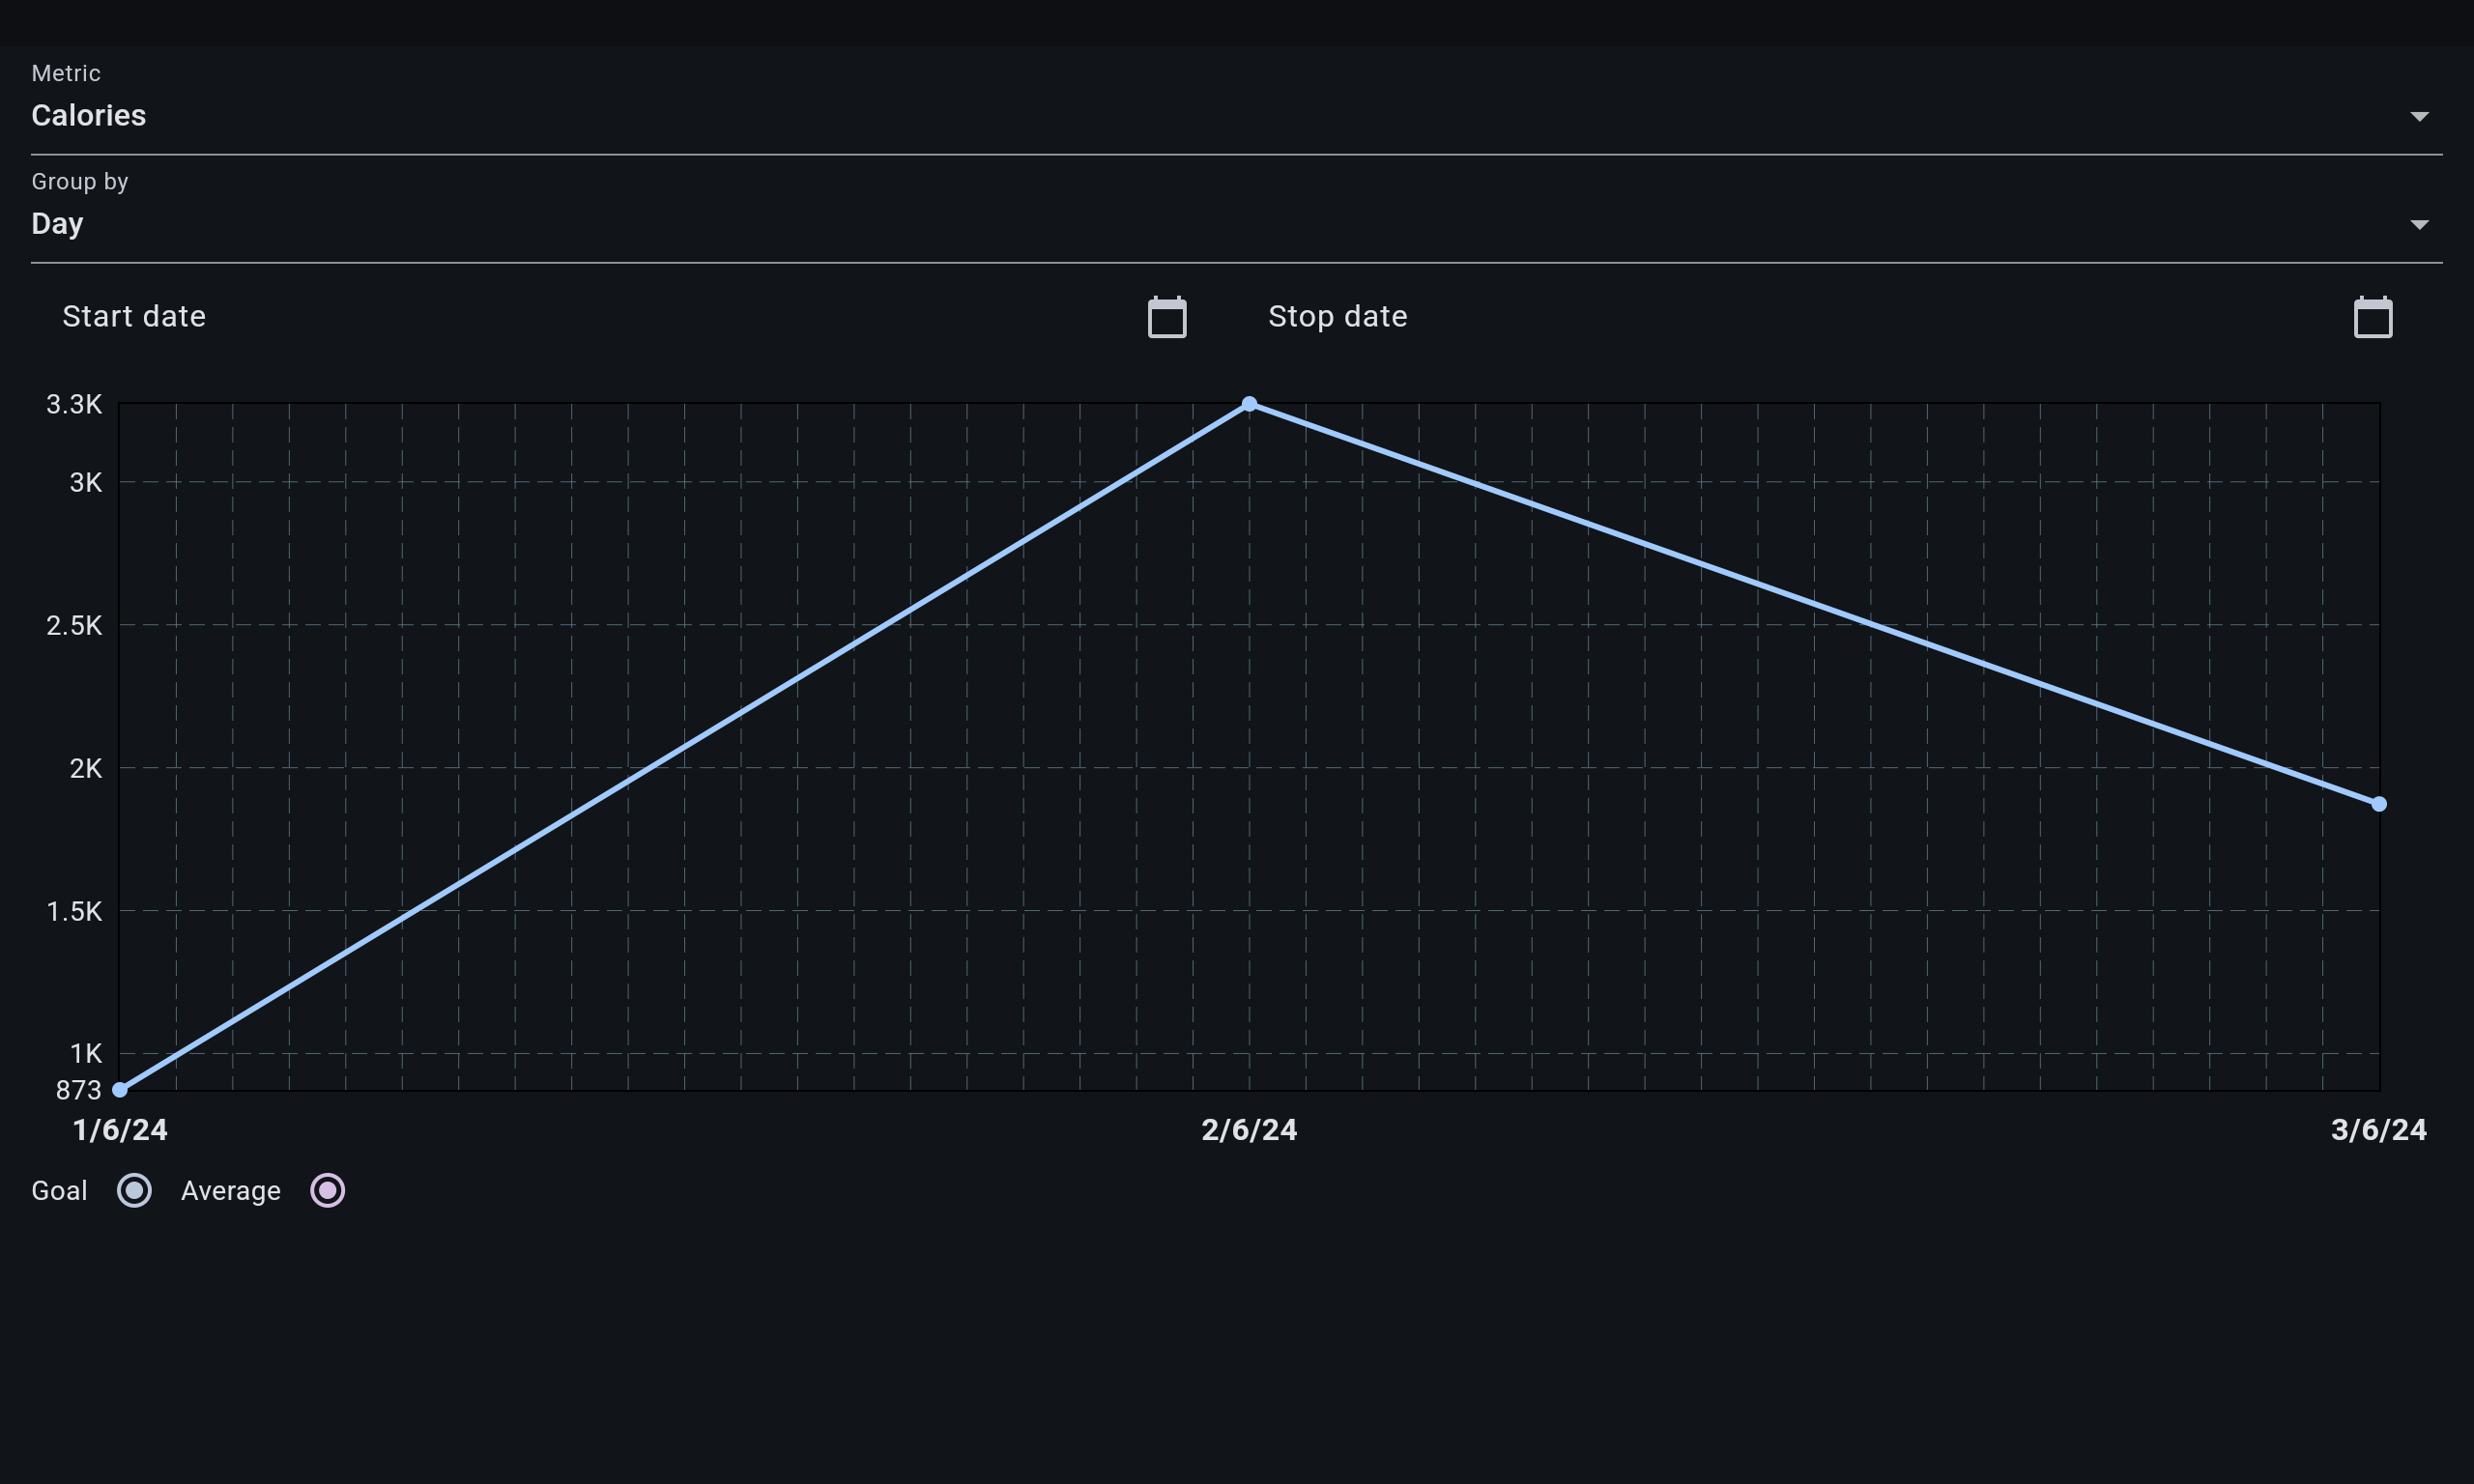 Metric
Calories
Group by
Day
Start date Stop date
3.3K
3K
2.5K
2K
1.5K
1K
873
1/6/24 2/6/24 3/6/24
Goal Average